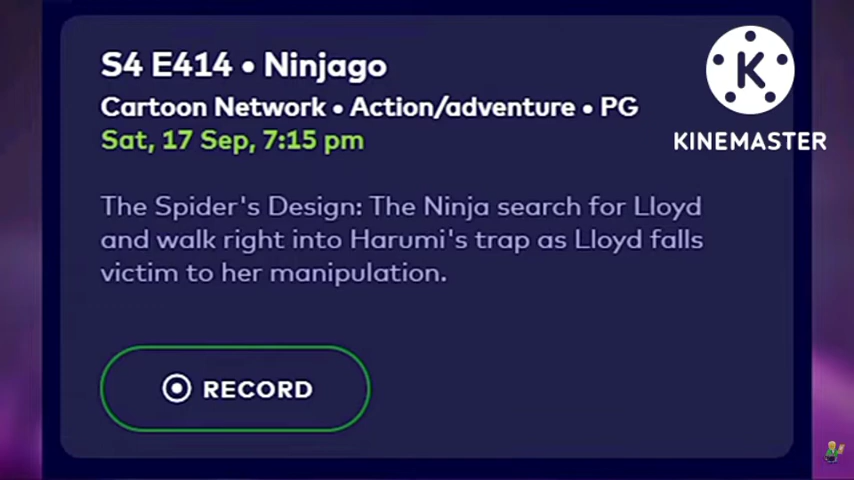 S4 E414 • Ninjago
Cartoon Network • Action/adventure • PG
Sat, 17 Sep, 7:15 pm
The Spider's Design: The Ninja search for Lloyd
and walk right into Harumi's trap as Lloyd falls
victim to her manipulation.
RECORD
K
KINEMASTER